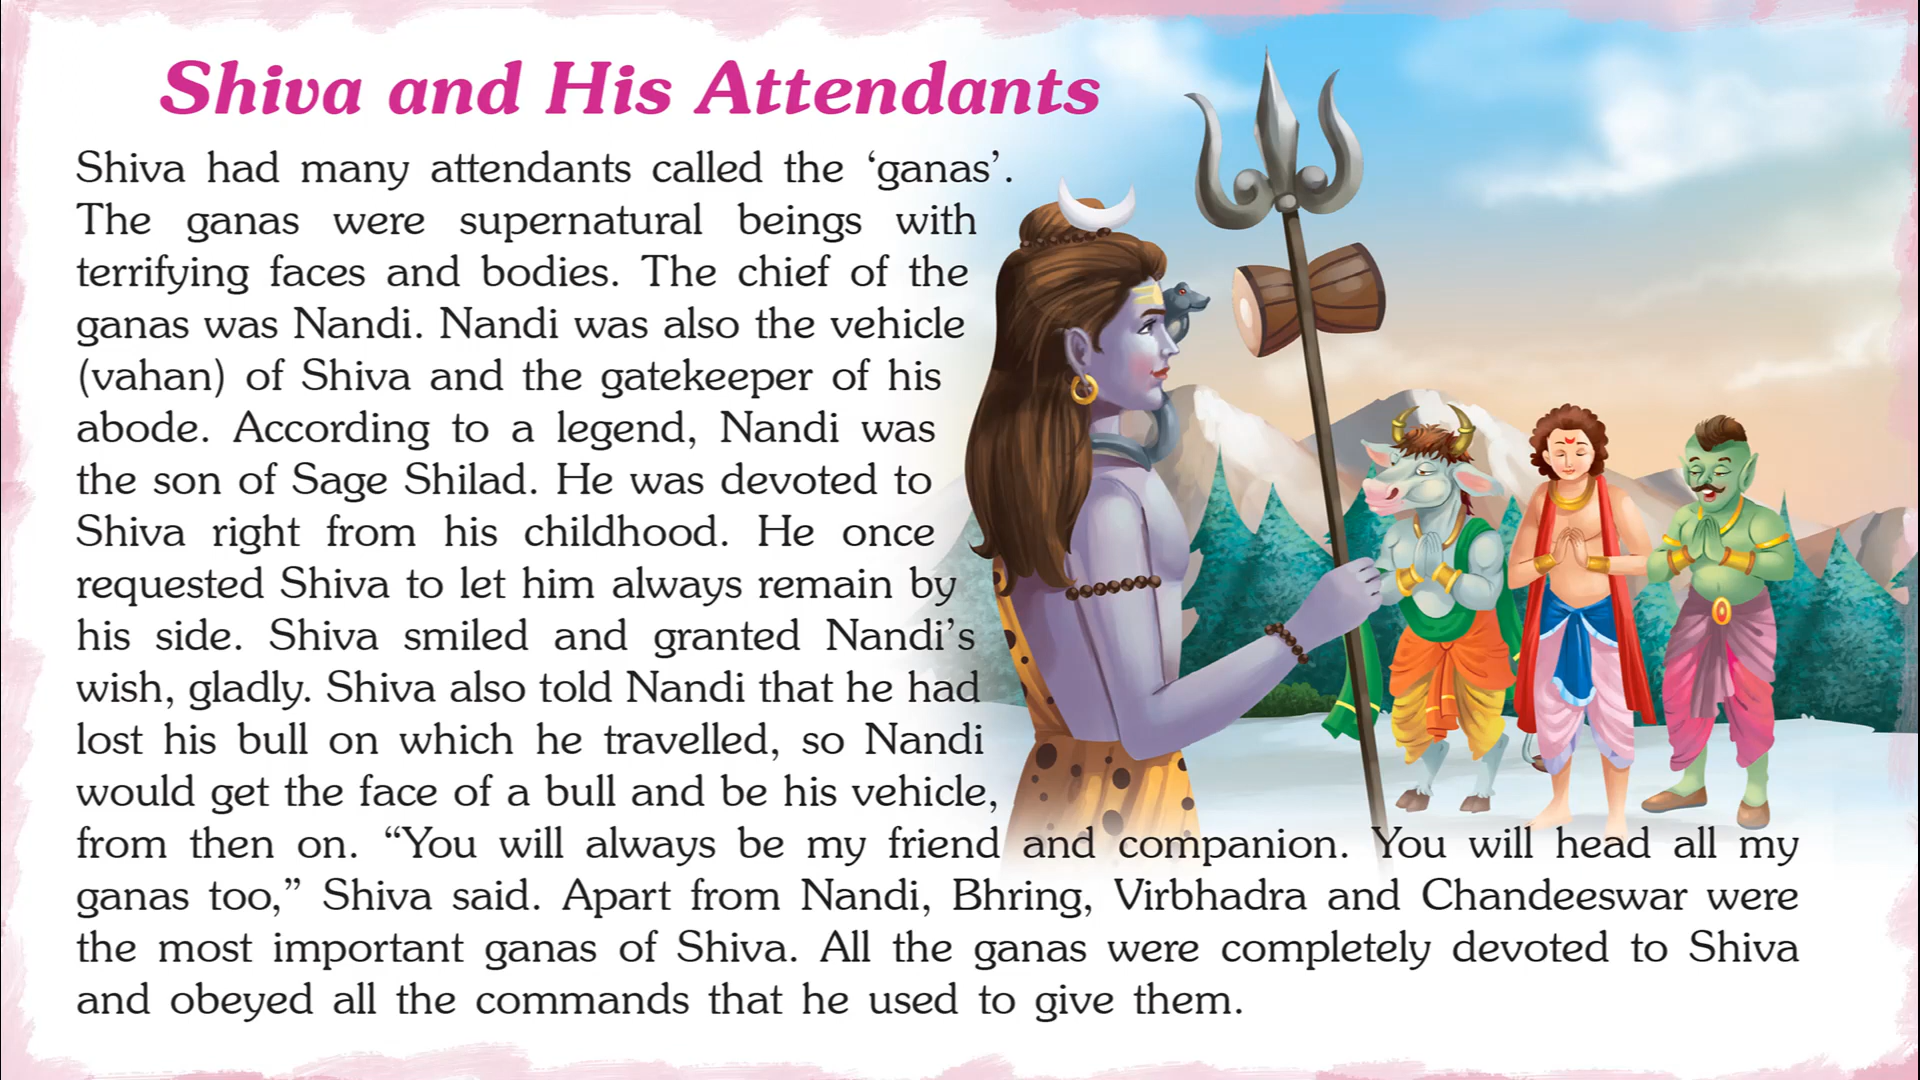 Shiva and His Attendants
Shiva had many attendants called the ‘ganas’.
The ganas were supernatural beings with
terrifying faces and bodies. The chief of the
ganas was Nandi. Nandi was also the vehicle
(vahan) of Shiva and the gatekeeper of his
abode. According to a legend, Nandi was
the son of Sage Shilad. He was devoted to
Shiva right from his childhood. He once
requested Shiva to let him always remain by
his side. Shiva smiled and granted Nandi’s
wish, gladly. Shiva also told Nandi that he had
lost his bull on which he travelled, so Nandi
would get the face of a bull and be his vehicle,
from then on. “You will always be my friend and companion. You will head all my
ganas too,” Shiva said. Apart from Nandi, Bhring, Virbhadra and Chandeeswar were
the most important ganas of Shiva. All the ganas were completely devoted to Shiva
and obeyed all the commands that he used to give them.